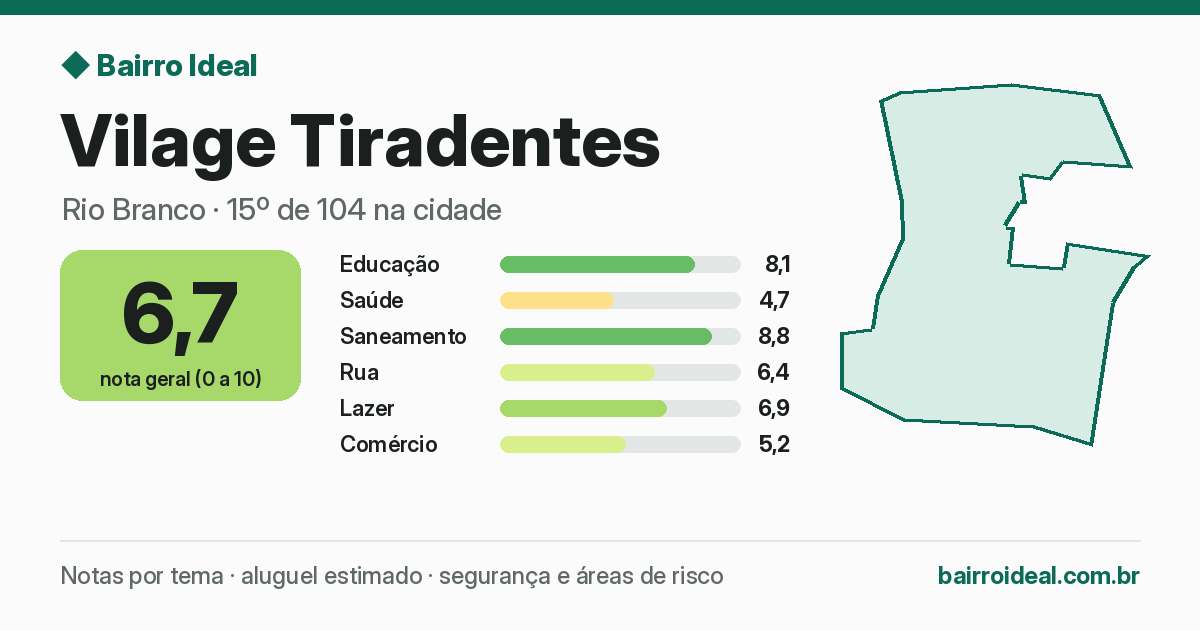 Bairro Ideal
Vilage Tiradentes
Rio Branco · 15º de 104 na cidade
6,7
nota geral (0 a 10)
Educação 8,1
Saúde 4,7
Saneamento 8,8
Rua 6,4
Lazer 6,9
Comércio 5,2
Notas por tema · aluguel estimado · segurança e áreas de risco
bairroideal.com.br